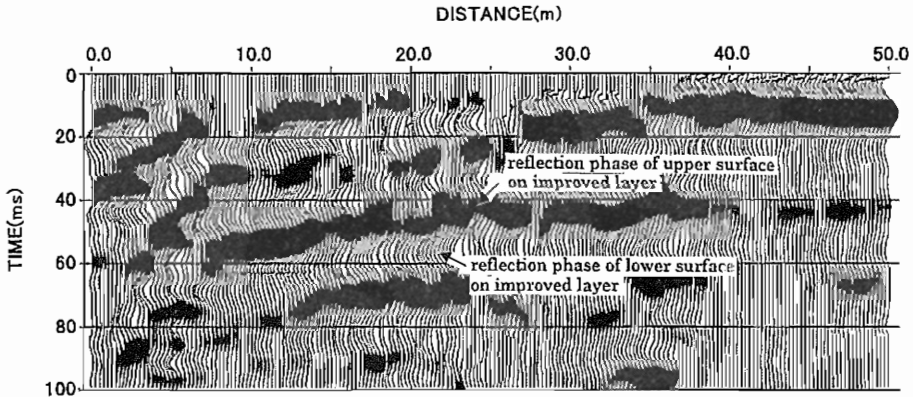 DISTANCE(m)
0.0 10.0 20.0 30.0 40.0 50.0
0
20
reflection phase of upper surface
on improved layer
40
TIME(ms)
60
reflection phase of lower surface
on improved layer
80
100